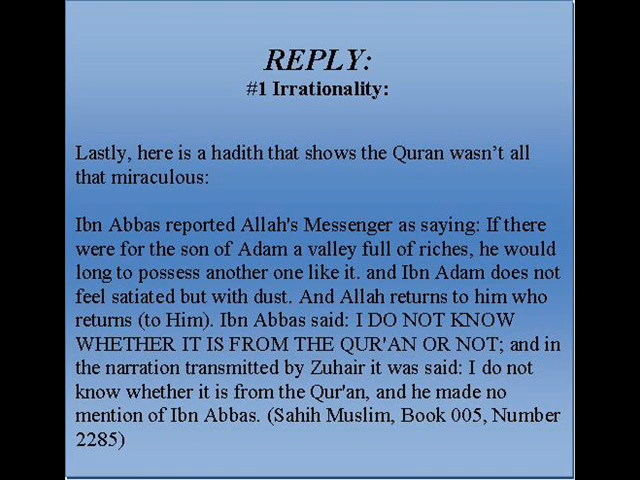 REPLY:
#1 Irrationality:
Lastly, here is a hadith that shows the Quran wasn't all
that miraculous:
Ibn Abbas reported Allah's Messenger as saying: If there
were for the son of Adam a valley full of riches, he would
long to possess another one like it. and Ibn Adam does not
feel satiated but with dust. And Allah returns to him who
returns (to Him). Ibn Abbas said: I DO NOT KNOW
WHETHER IT IS FROM THE QUR'AN OR NOT; and in
the narration transmitted by Zuhair it was said: I do not
know whether it is from the Qur'an, and he made no
mention of Ibn Abbas. (Sahih Muslim, Book 005, Number
2285)